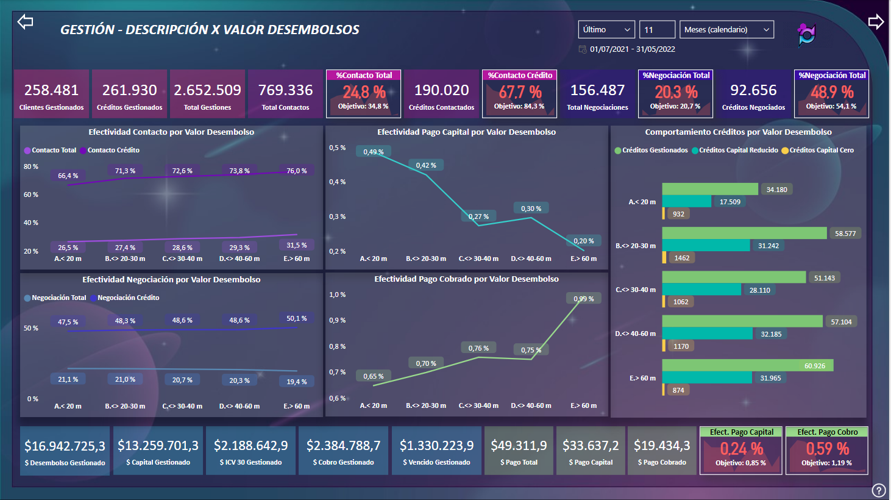 GESTIÓN - DESCRIPCIÓN X VALOR DESEMBOLSOS
Último
11
Meses (calendario)
01/07/2021 - 31/05/2022
258.481
Clientes Gestionados
261.930
Créditos Gestionados
2.652.509
Total Gestiones
769.336
Total Contactos
%Contacto Total
24,8 %
Objetivo: 34,8 %
190.020
Créditos Contactados
%Contacto Crédito
67,7 %
Objetivo: 84,3 %
156.487
Total Negociaciones
%Negociación Total
20,3 %
Objetivo: 20,7 %
92.656
Créditos Negociados
%Negociación Total
48,9 %
Objetivo: 54,1 %
Efectividad Contacto por Valor Desembolso
Contacto Total Contacto Crédito
80 %
60 %
40 %
20 %
66,4 % 71,3 % 72,6 % 73,8 % 76,0 %
26,5 % 27,4 % 28,6 % 29,3 % 31,5 %
A.< 20 m B.<> 20-30 m C.<> 30-40 m D.<> 40-60 m E.> 60 m
Efectividad Pago Capital por Valor Desembolso
0,5 %
0,4 %
0,3 %
0,2 %
0,49 % 0,42 % 0,27 % 0,30 % 0,20 %
A.< 20 m B.<> 20-30 m C.<> 30-40 m D.<> 40-60 m E.> 60 m
Comportamiento Créditos por Valor Desembolso
Créditos Gestionados Créditos Capital Reducido Créditos Capital Cero
A.< 20 m
34.180
17.509
932
B.<> 20-30 m
58.577
31.242
1462
C.<> 30-40 m
51.143
28.110
1062
D.<> 40-60 m
57.104
32.185
1170
E.> 60 m
60.926
31.965
874
Efectividad Negociación por Valor Desembolso
Negociación Total Negociación Crédito
50 %
0 %
47,5 % 48,3 % 48,6 % 48,6 % 50,1 %
21,1 % 21,0 % 20,7 % 20,3 % 19,4 %
A.< 20 m B.<> 20-30 m C.<> 30-40 m D.<> 40-60 m E.> 60 m
Efectividad Pago Cobrado por Valor Desembolso
1,0 %
0,9 %
0,8 %
0,7 %
0,6 %
0,65 % 0,70 % 0,76 % 0,75 % 0,99 %
A.< 20 m B.<> 20-30 m C.<> 30-40 m D.<> 40-60 m E.> 60 m
$16.942.725,3
$ Desembolso Gestionado
$13.259.701,3
$ Capital Gestionado
$2.188.642,9
$ ICV 30 Gestionado
$2.384.788,7
$ Cobro Gestionado
$1.330.223,9
$ Vencido Gestionado
$49.311,9
$ Pago Total
$33.637,2
$ Pago Capital
$19.434,3
$ Pago Cobrado
Efect. Pago Capital
0,24 %
Objetivo: 0,85 %
Efect. Pago Cobro
0,59 %
Objetivo: 1,19 %
?